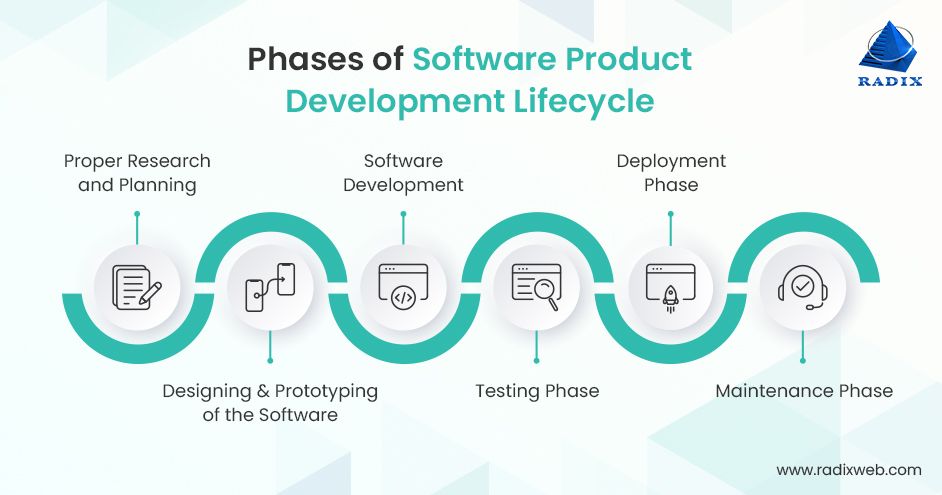 Phases of Software Product
Development Lifecycle
RADIX
Proper Research
and Planning
Software
Development
Deployment
Phase
</>
Designing & Prototyping
of the Software
Testing Phase
Maintenance Phase
www.radixweb.com